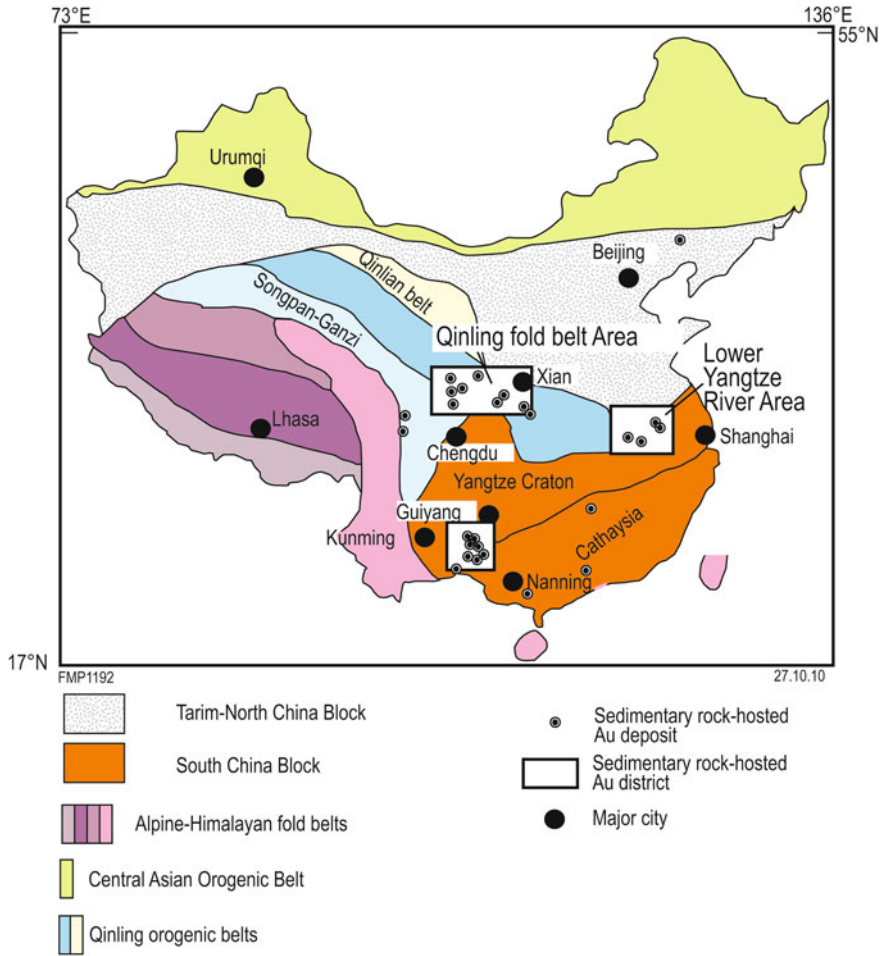 73°E
136°E
55°N
Urumqi
Beijing
Qinlian belt
Songpan-Ganzi
Qinling fold belt Area
Xian
Lower
Yangtze
River Area
Lhasa
Chengdu
Shanghai
Yangtze Craton
Guiyang
Kunming
Cathaysia
Nanning
17°N
FMP1192
27.10.10
Tarim-North China Block
South China Block
Alpine-Himalayan fold belts
Central Asian Orogenic Belt
Qinling orogenic belts
Sedimentary rock-hosted
Au deposit
Sedimentary rock-hosted
Au district
Major city